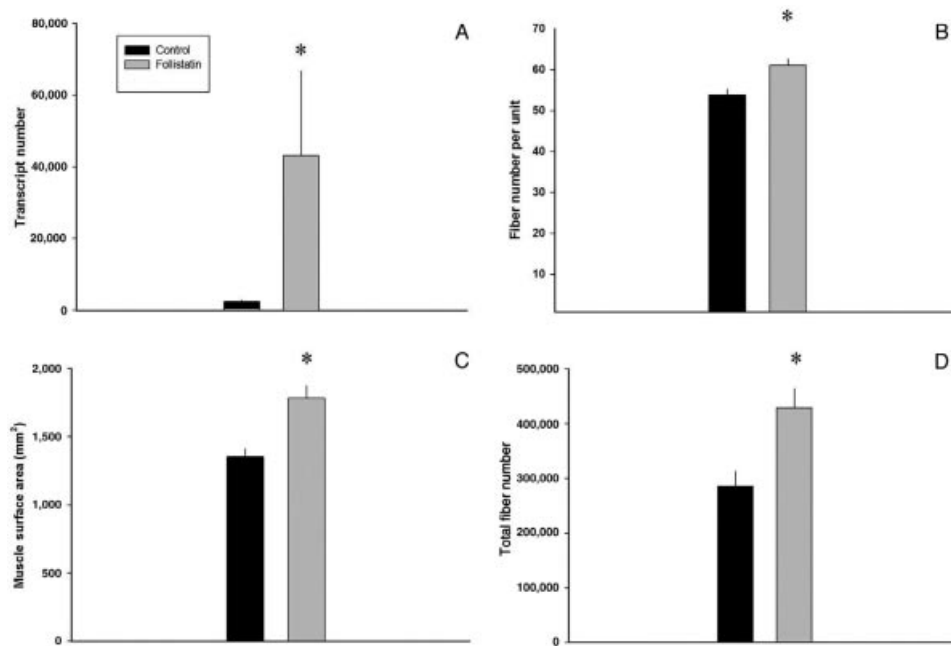 A
80,000
60,000
40,000
20,000
0
Transcript number
Control
Follistatin
*
B
70
60
50
40
30
20
10
Fiber number per unit
*
C
2,000
1,500
1,000
500
0
Muscle surface area (mm²)
*
D
500,000
400,000
300,000
200,000
100,000
0
Total fiber number
*